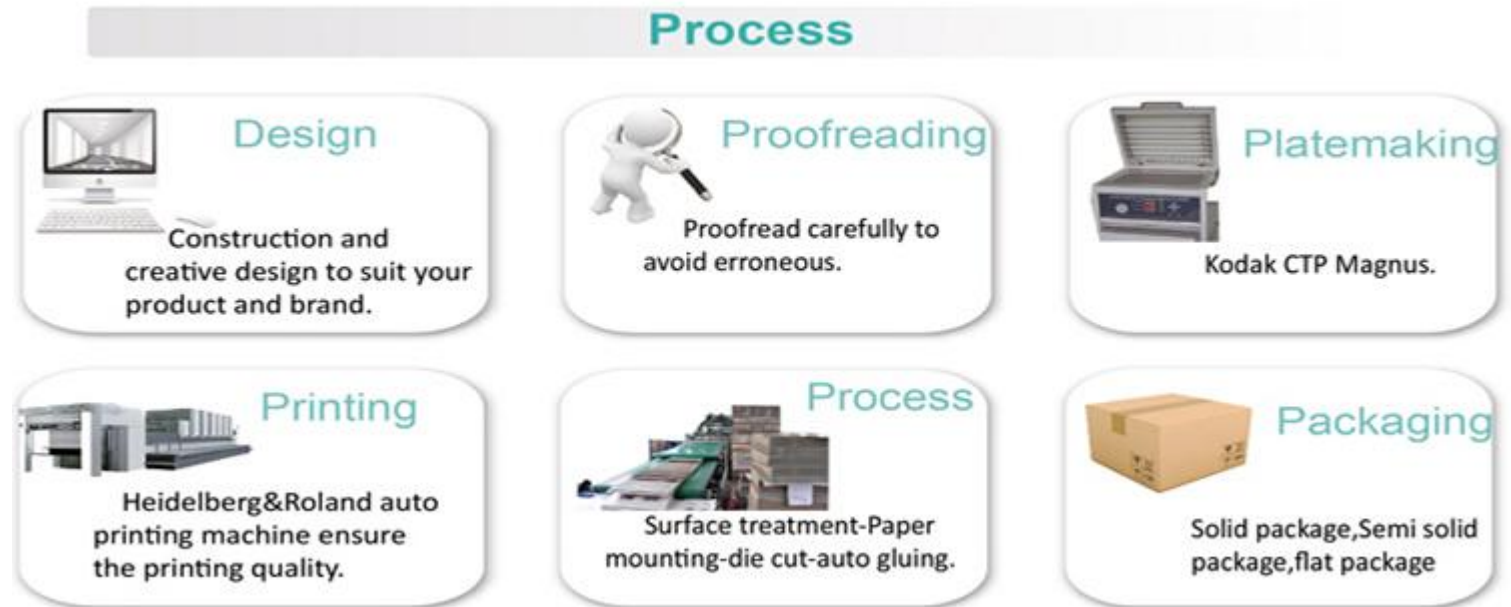 Process
Design
Construction and
creative design to suit your
product and brand.
Proofreading
Proofread carefully to
avoid erroneous.
Platemaking
Kodak CTP Magnus.
Printing
Heidelberg&Roland auto
printing machine ensure
the printing quality.
Process
Surface treatment-Paper
mounting-die cut-auto gluing.
Packaging
Solid package,Semi solid
package,flat package